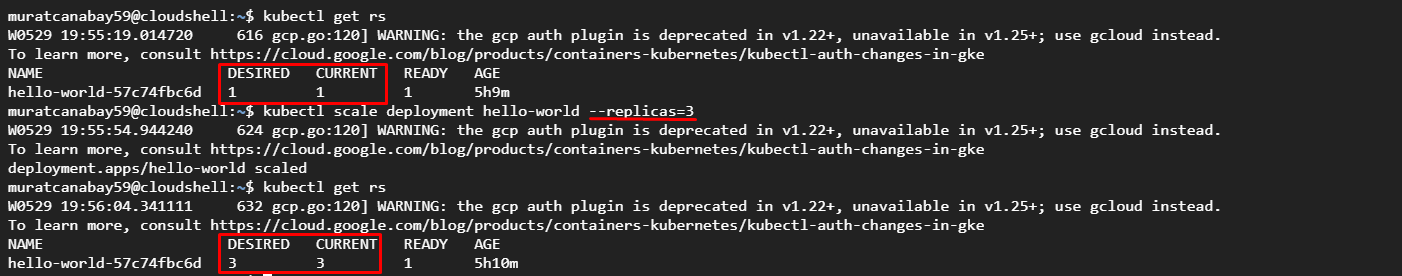 muratcanabay59@cloudshell:~$ kubectl get rs
W0529 19:55:19.014720     616 gcp.go:120] WARNING: the gcp auth plugin is deprecated in v1.22+, unavailable in v1.25+; use gcloud instead.
To learn more, consult https://cloud.google.com/blog/products/containers-kubernetes/kubectl-auth-changes-in-gke
NAME                     DESIRED   CURRENT   READY   AGE
hello-world-57c74fbc6d   1         1         1       5h9m
muratcanabay59@cloudshell:~$ kubectl scale deployment hello-world --replicas=3
W0529 19:55:54.944240     624 gcp.go:120] WARNING: the gcp auth plugin is deprecated in v1.22+, unavailable in v1.25+; use gcloud instead.
To learn more, consult https://cloud.google.com/blog/products/containers-kubernetes/kubectl-auth-changes-in-gke
deployment.apps/hello-world scaled
muratcanabay59@cloudshell:~$ kubectl get rs
W0529 19:56:04.341111     632 gcp.go:120] WARNING: the gcp auth plugin is deprecated in v1.22+, unavailable in v1.25+; use gcloud instead.
To learn more, consult https://cloud.google.com/blog/products/containers-kubernetes/kubectl-auth-changes-in-gke
NAME                     DESIRED   CURRENT   READY   AGE
hello-world-57c74fbc6d   3         3         1       5h10m